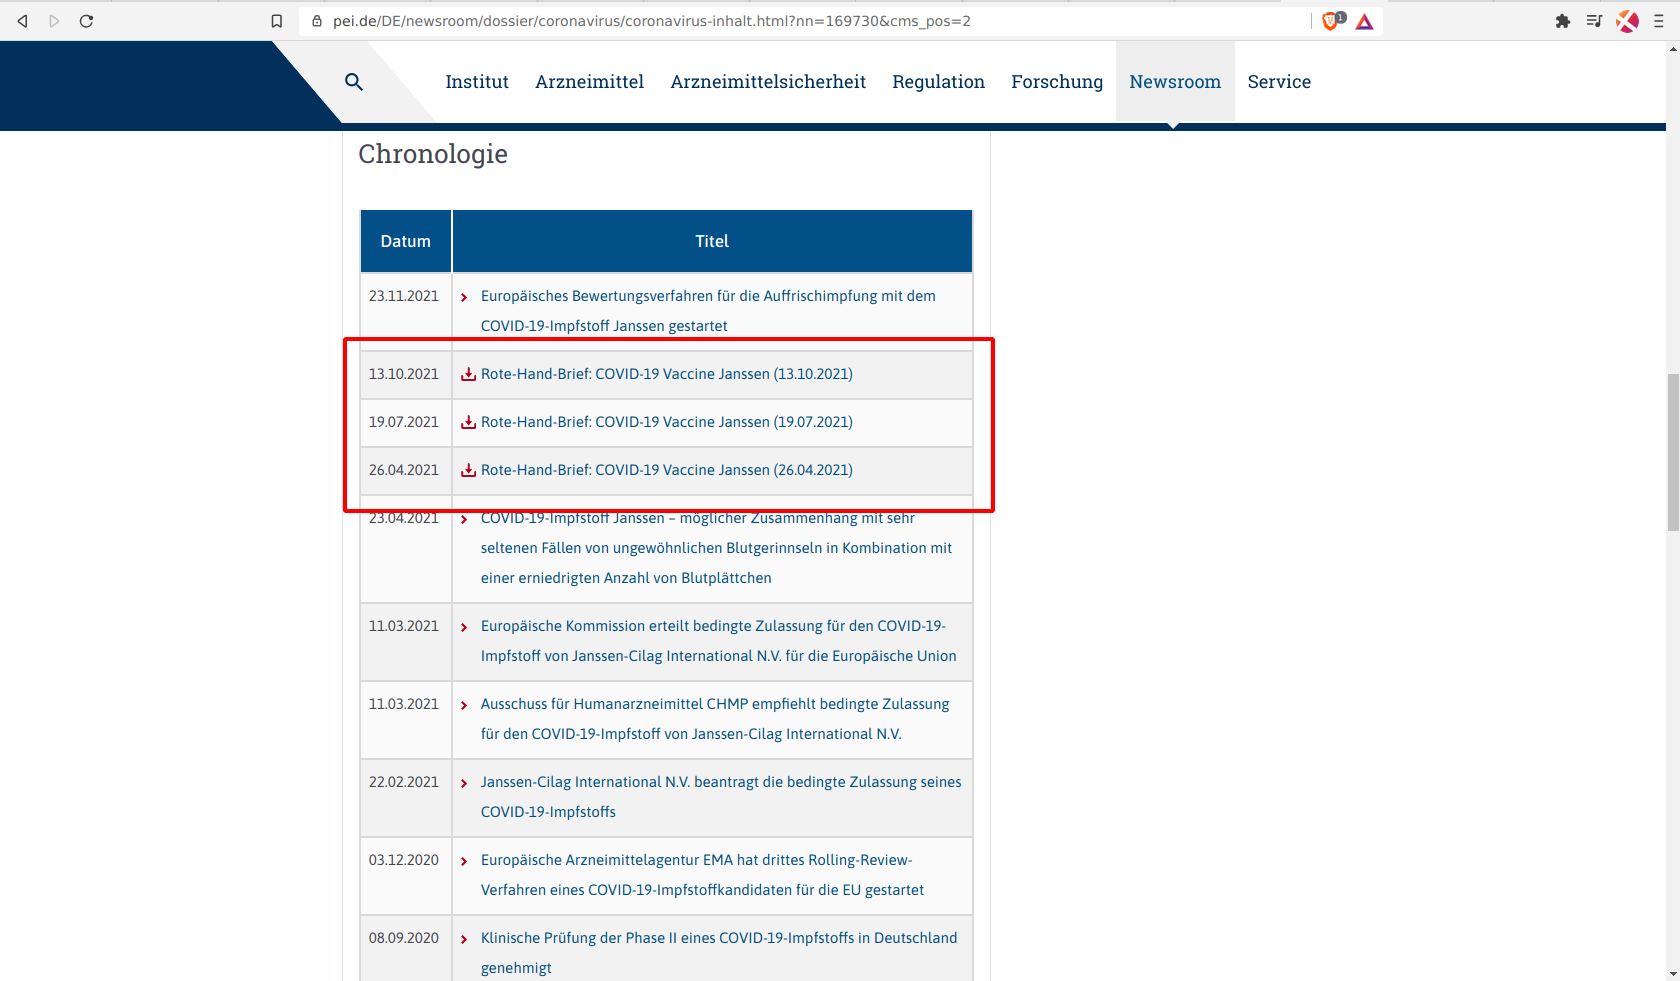 pei.de/DE/newsroom/dossier/coronavirus/coronavirus-inhalt.html?nn=169730&cms_pos=2
1
Institut Arzneimittel Arzneimittelsicherheit Regulation Forschung Newsroom Service
Chronologie
Datum Titel
23.11.2021 Europäisches Bewertungsverfahren für die Auffrischimpfung mit dem
COVID-19-Impfstoff Janssen gestartet
13.10.2021 Rote-Hand-Brief: COVID-19 Vaccine Janssen (13.10.2021)
19.07.2021 Rote-Hand-Brief: COVID-19 Vaccine Janssen (19.07.2021)
26.04.2021 Rote-Hand-Brief: COVID-19 Vaccine Janssen (26.04.2021)
23.04.2021 COVID-19-Impfstoff Janssen – möglicher Zusammenhang mit sehr
seltenen Fällen von ungewöhnlichen Blutgerinnseln in Kombination mit
einer erniedrigten Anzahl von Blutplättchen
11.03.2021 Europäische Kommission erteilt bedingte Zulassung für den COVID-19-
Impfstoff von Janssen-Cilag International N.V. für die Europäische Union
11.03.2021 Ausschuss für Humanarzneimittel CHMP empfiehlt bedingte Zulassung
für den COVID-19-Impfstoff von Janssen-Cilag International N.V.
22.02.2021 Janssen-Cilag International N.V. beantragt die bedingte Zulassung seines
COVID-19-Impfstoffs
03.12.2020 Europäische Arzneimittelagentur EMA hat drittes Rolling-Review-
Verfahren eines COVID-19-Impfstoffkandidaten für die EU gestartet
08.09.2020 Klinische Prüfung der Phase II eines COVID-19-Impfstoffs in Deutschland
genehmigt